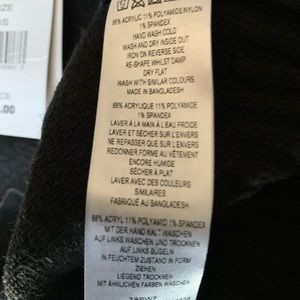 88% ACRYLIC 11% POLYAMIDE/NYLON
1% SPANDEX
HAND WASH COLD
WASH AND DRY INSIDE OUT
IRON ON REVERSE SIDE
RE-SHAPE WHILST DAMP
DRY FLAT
WASH WITH SIMILAR COLOURS
MADE IN BANGLADESH
88% ACRYLIQUE 11% POLYAMIDE
1% SPANDEX
LAVER À LA MAIN À L'EAU FROIDE
LAVER ET SÉCHER SUR L'ENVERS
NE REPASSER QUE SUR L'ENVERS
REDONNER FORME AU VÊTEMENT
ENCORE HUMIDE
SÉCHER À PLAT
LAVER AVEC DES COULEURS
SIMILAIRES
FABRIQUÉ AU BANGLADESH
88% ACRYL 11% POLYAMID 1% SPANDEX
MIT DER HAND KALT WASCHEN
AUF LINKS WASCHEN UND TROCKNEN
AUF LINKS BÜGELN
IN FEUCHTEM ZUSTAND IN FORM
ZIEHEN
LIEGEND TROCKNEN
MIT ÄHNLICHEN FARBEN WASCHEN